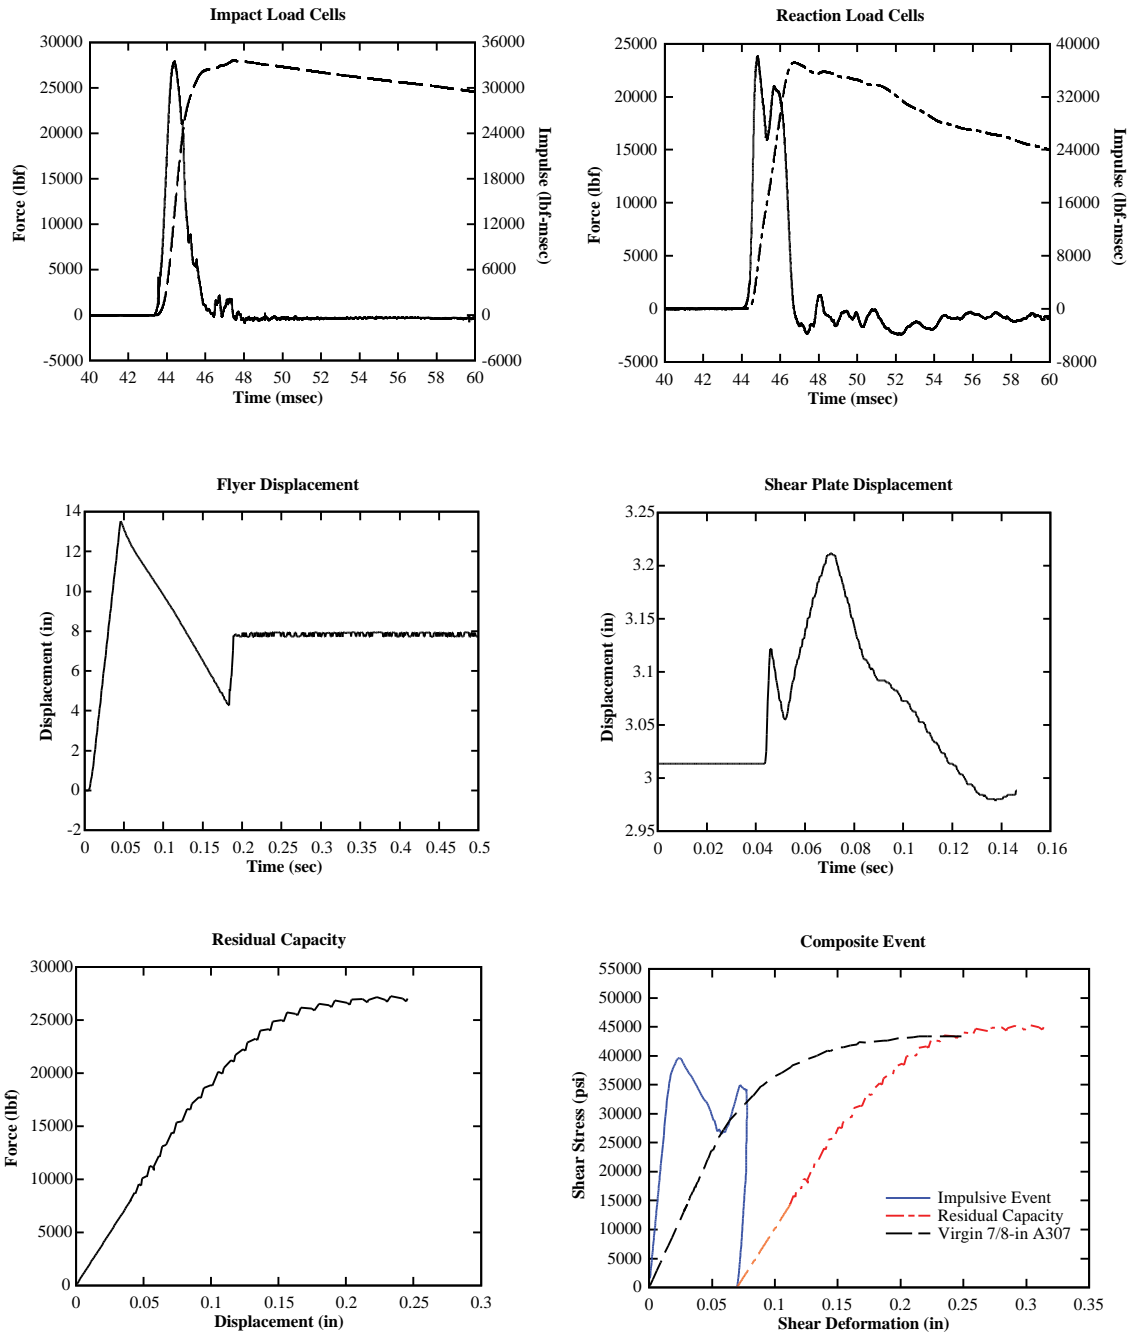 Impact Load Cells
30000
25000
20000
15000
10000
5000
0
-5000
36000
30000
24000
18000
12000
6000
0
-6000
Force (lbf)
Impulse (lbf-msec)
40 42 44 46 48 50 52 54 56 58 60
Time (msec)
Reaction Load Cells
25000
20000
15000
10000
5000
0
-5000
40000
32000
24000
16000
8000
0
-8000
Force (lbf)
Impulse (lbf-msec)
40 42 44 46 48 50 52 54 56 58 60
Time (msec)
Flyer Displacement
14
12
10
8
6
4
2
0
-2
Displacement (in)
0 0.05 0.1 0.15 0.2 0.25 0.3 0.35 0.4 0.45 0.5
Time (sec)
Shear Plate Displacement
3.25
3.2
3.15
3.1
3.05
3
2.95
Displacement (in)
0 0.02 0.04 0.06 0.08 0.1 0.12 0.14 0.16
Time (sec)
Residual Capacity
30000
25000
20000
15000
10000
5000
0
Force (lbf)
0 0.05 0.1 0.15 0.2 0.25 0.3
Displacement (in)
Composite Event
55000
50000
45000
40000
35000
30000
25000
20000
15000
10000
5000
0
Shear Stress (psi)
Impulsive Event
Residual Capacity
Virgin 7/8-in A307
0 0.05 0.1 0.15 0.2 0.25 0.3 0.35
Shear Deformation (in)